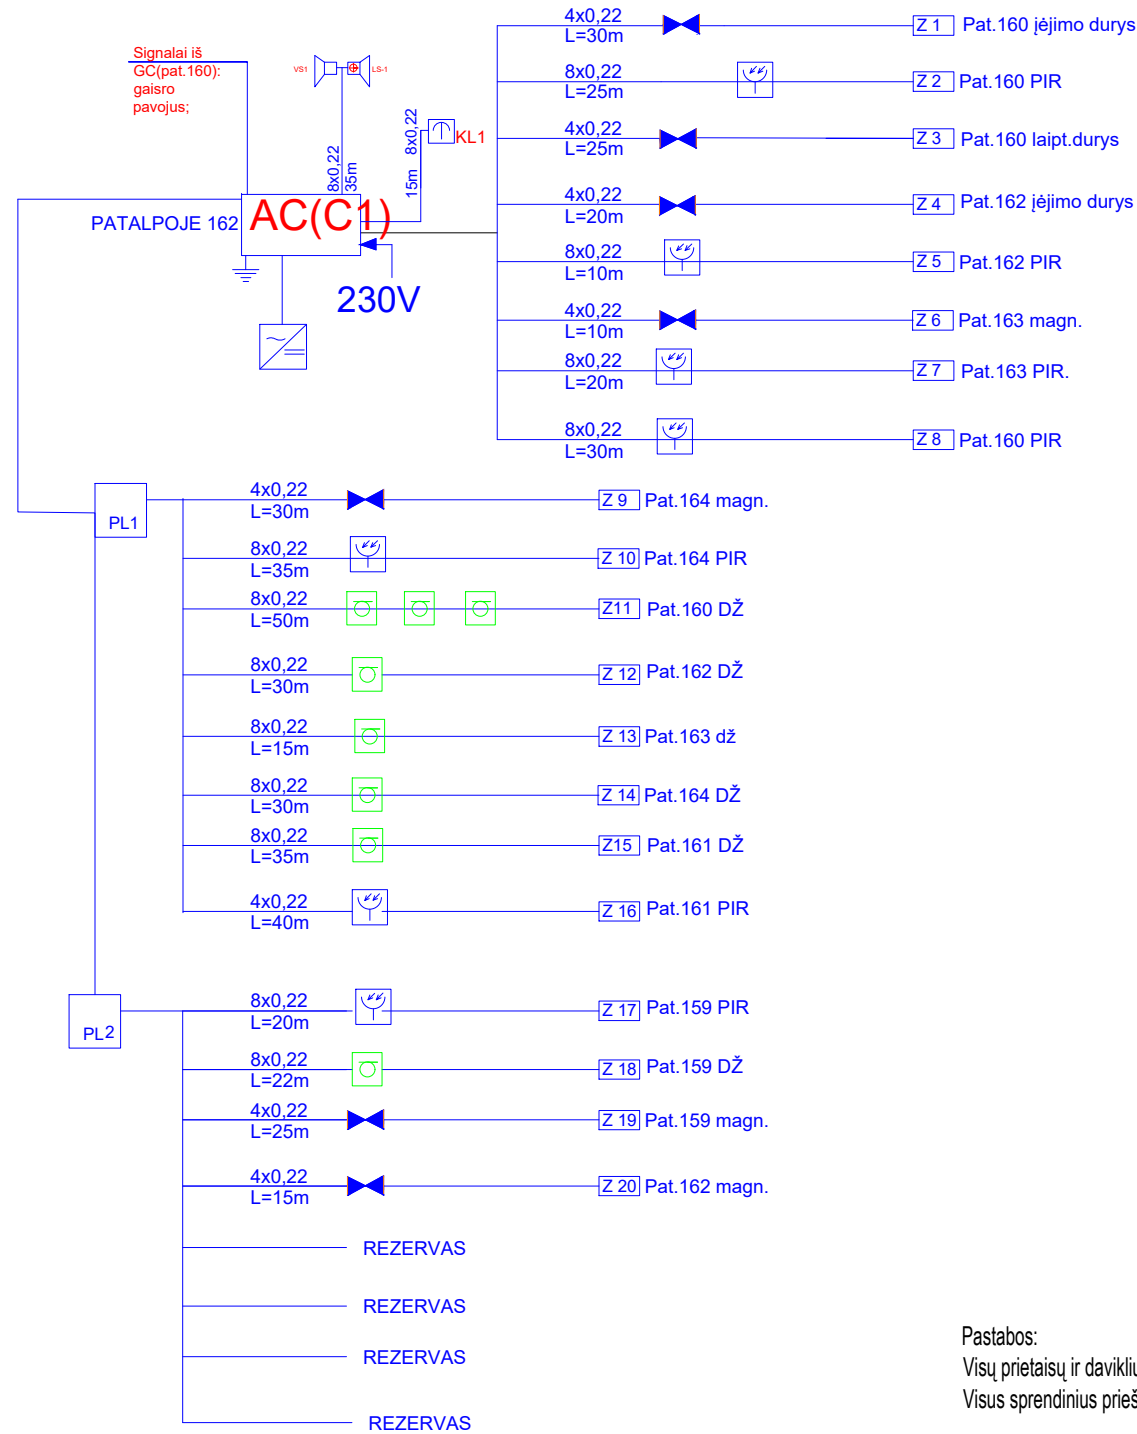 Signalai iš
GC(pat.160):
gaisro
pavojus;
VS1
LS-1
8x0,22
35m
15m 8x0,22
KL1
PATALPOJE 162
AC(C1)
230V
4x0,22
L=30m
Z 1 Pat.160 įėjimo durys
8x0,22
L=25m
Z 2 Pat.160 PIR
4x0,22
L=25m
Z 3 Pat.160 laipt.durys
4x0,22
L=20m
Z 4 Pat.162 įėjimo durys
8x0,22
L=10m
Z 5 Pat.162 PIR
4x0,22
L=10m
Z 6 Pat.163 magn.
8x0,22
L=20m
Z 7 Pat.163 PIR.
8x0,22
L=30m
Z 8 Pat.160 PIR
PL1
4x0,22
L=30m
Z 9 Pat.164 magn.
8x0,22
L=35m
Z 10 Pat.164 PIR
8x0,22
L=50m
Z11 Pat.160 DŽ
8x0,22
L=30m
Z 12 Pat.162 DŽ
8x0,22
L=15m
Z 13 Pat.163 dž
8x0,22
L=30m
Z 14 Pat.164 DŽ
8x0,22
L=35m
Z15 Pat.161 DŽ
4x0,22
L=40m
Z 16 Pat.161 PIR
PL2
8x0,22
L=20m
Z 17 Pat.159 PIR
8x0,22
L=22m
Z 18 Pat.159 DŽ
4x0,22
L=25m
Z 19 Pat.159 magn.
4x0,22
L=15m
Z 20 Pat.162 magn.
REZERVAS
REZERVAS
REZERVAS
REZERVAS
Pastabos:
Visų prietaisų ir
Visus sprendinius